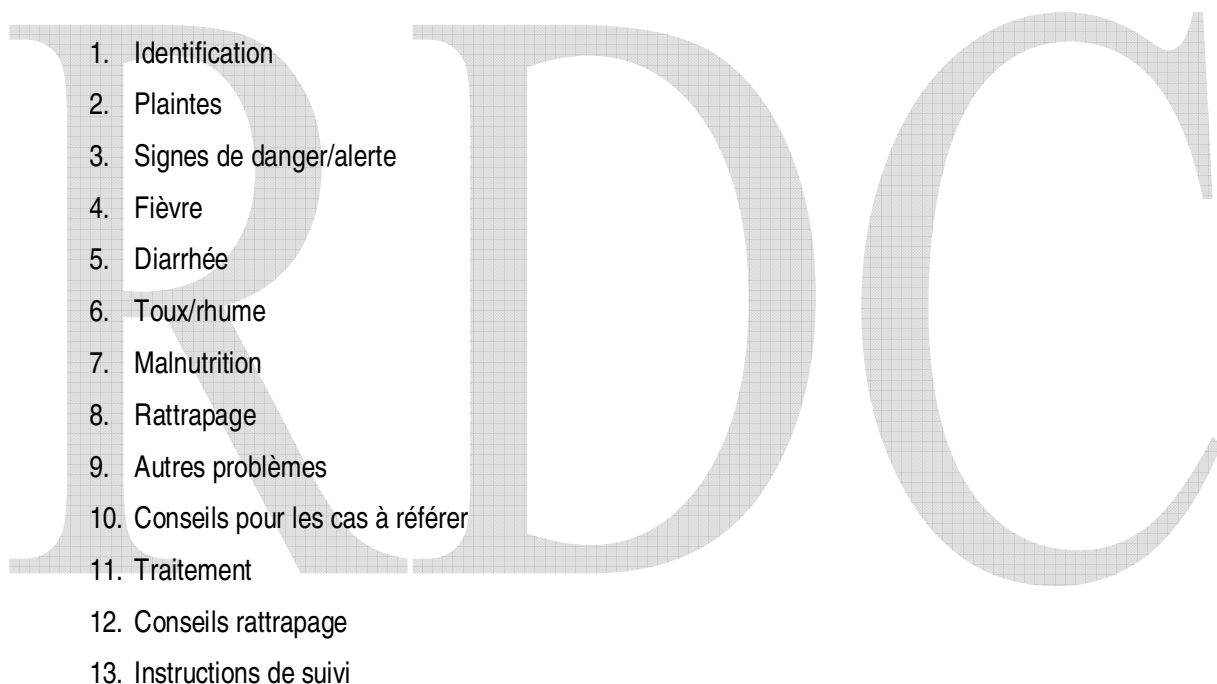 RDC
1. Identification
2. Plaintes
3. Signes de danger/alerte
4. Fièvre
5. Diarrhée
6. Toux/rhume
7. Malnutrition
8. Rattrapage
9. Autres problèmes
10. Conseils pour les cas à référer
11. Traitement
12. Conseils rattrapage
13. Instructions de suivi